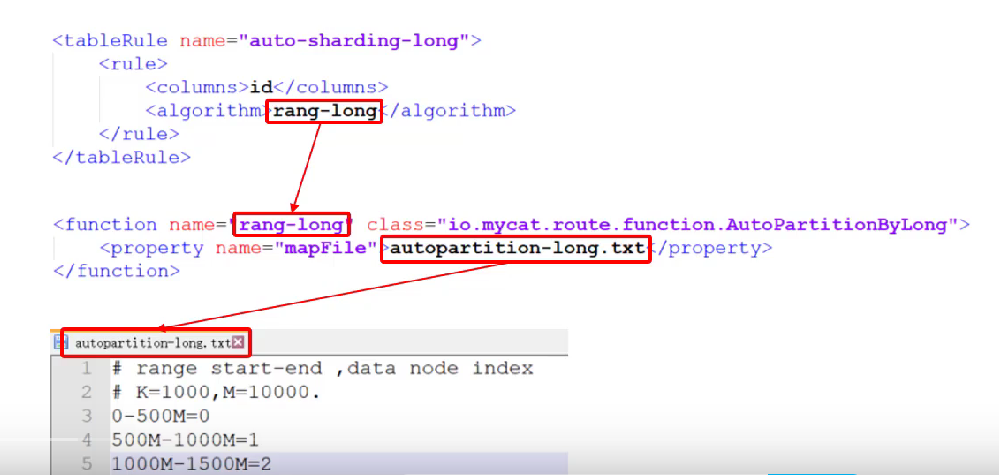 <tableRule name="auto-sharding-long">
<rule>
<columns>id</columns>
<algorithm>rang-long</algorithm>
</rule>
</tableRule>
<function name="rang-long" class="io.mycat.route.function.AutoPartitionByLong">
<property name="mapFile">autopartition-long.txt</property>
</function>
autopartition-long.txt
1 # range start-end ,data node index
2 # K=1000,M=10000.
3 0-500M=0
4 500M-1000M=1
5 1000M-1500M=2